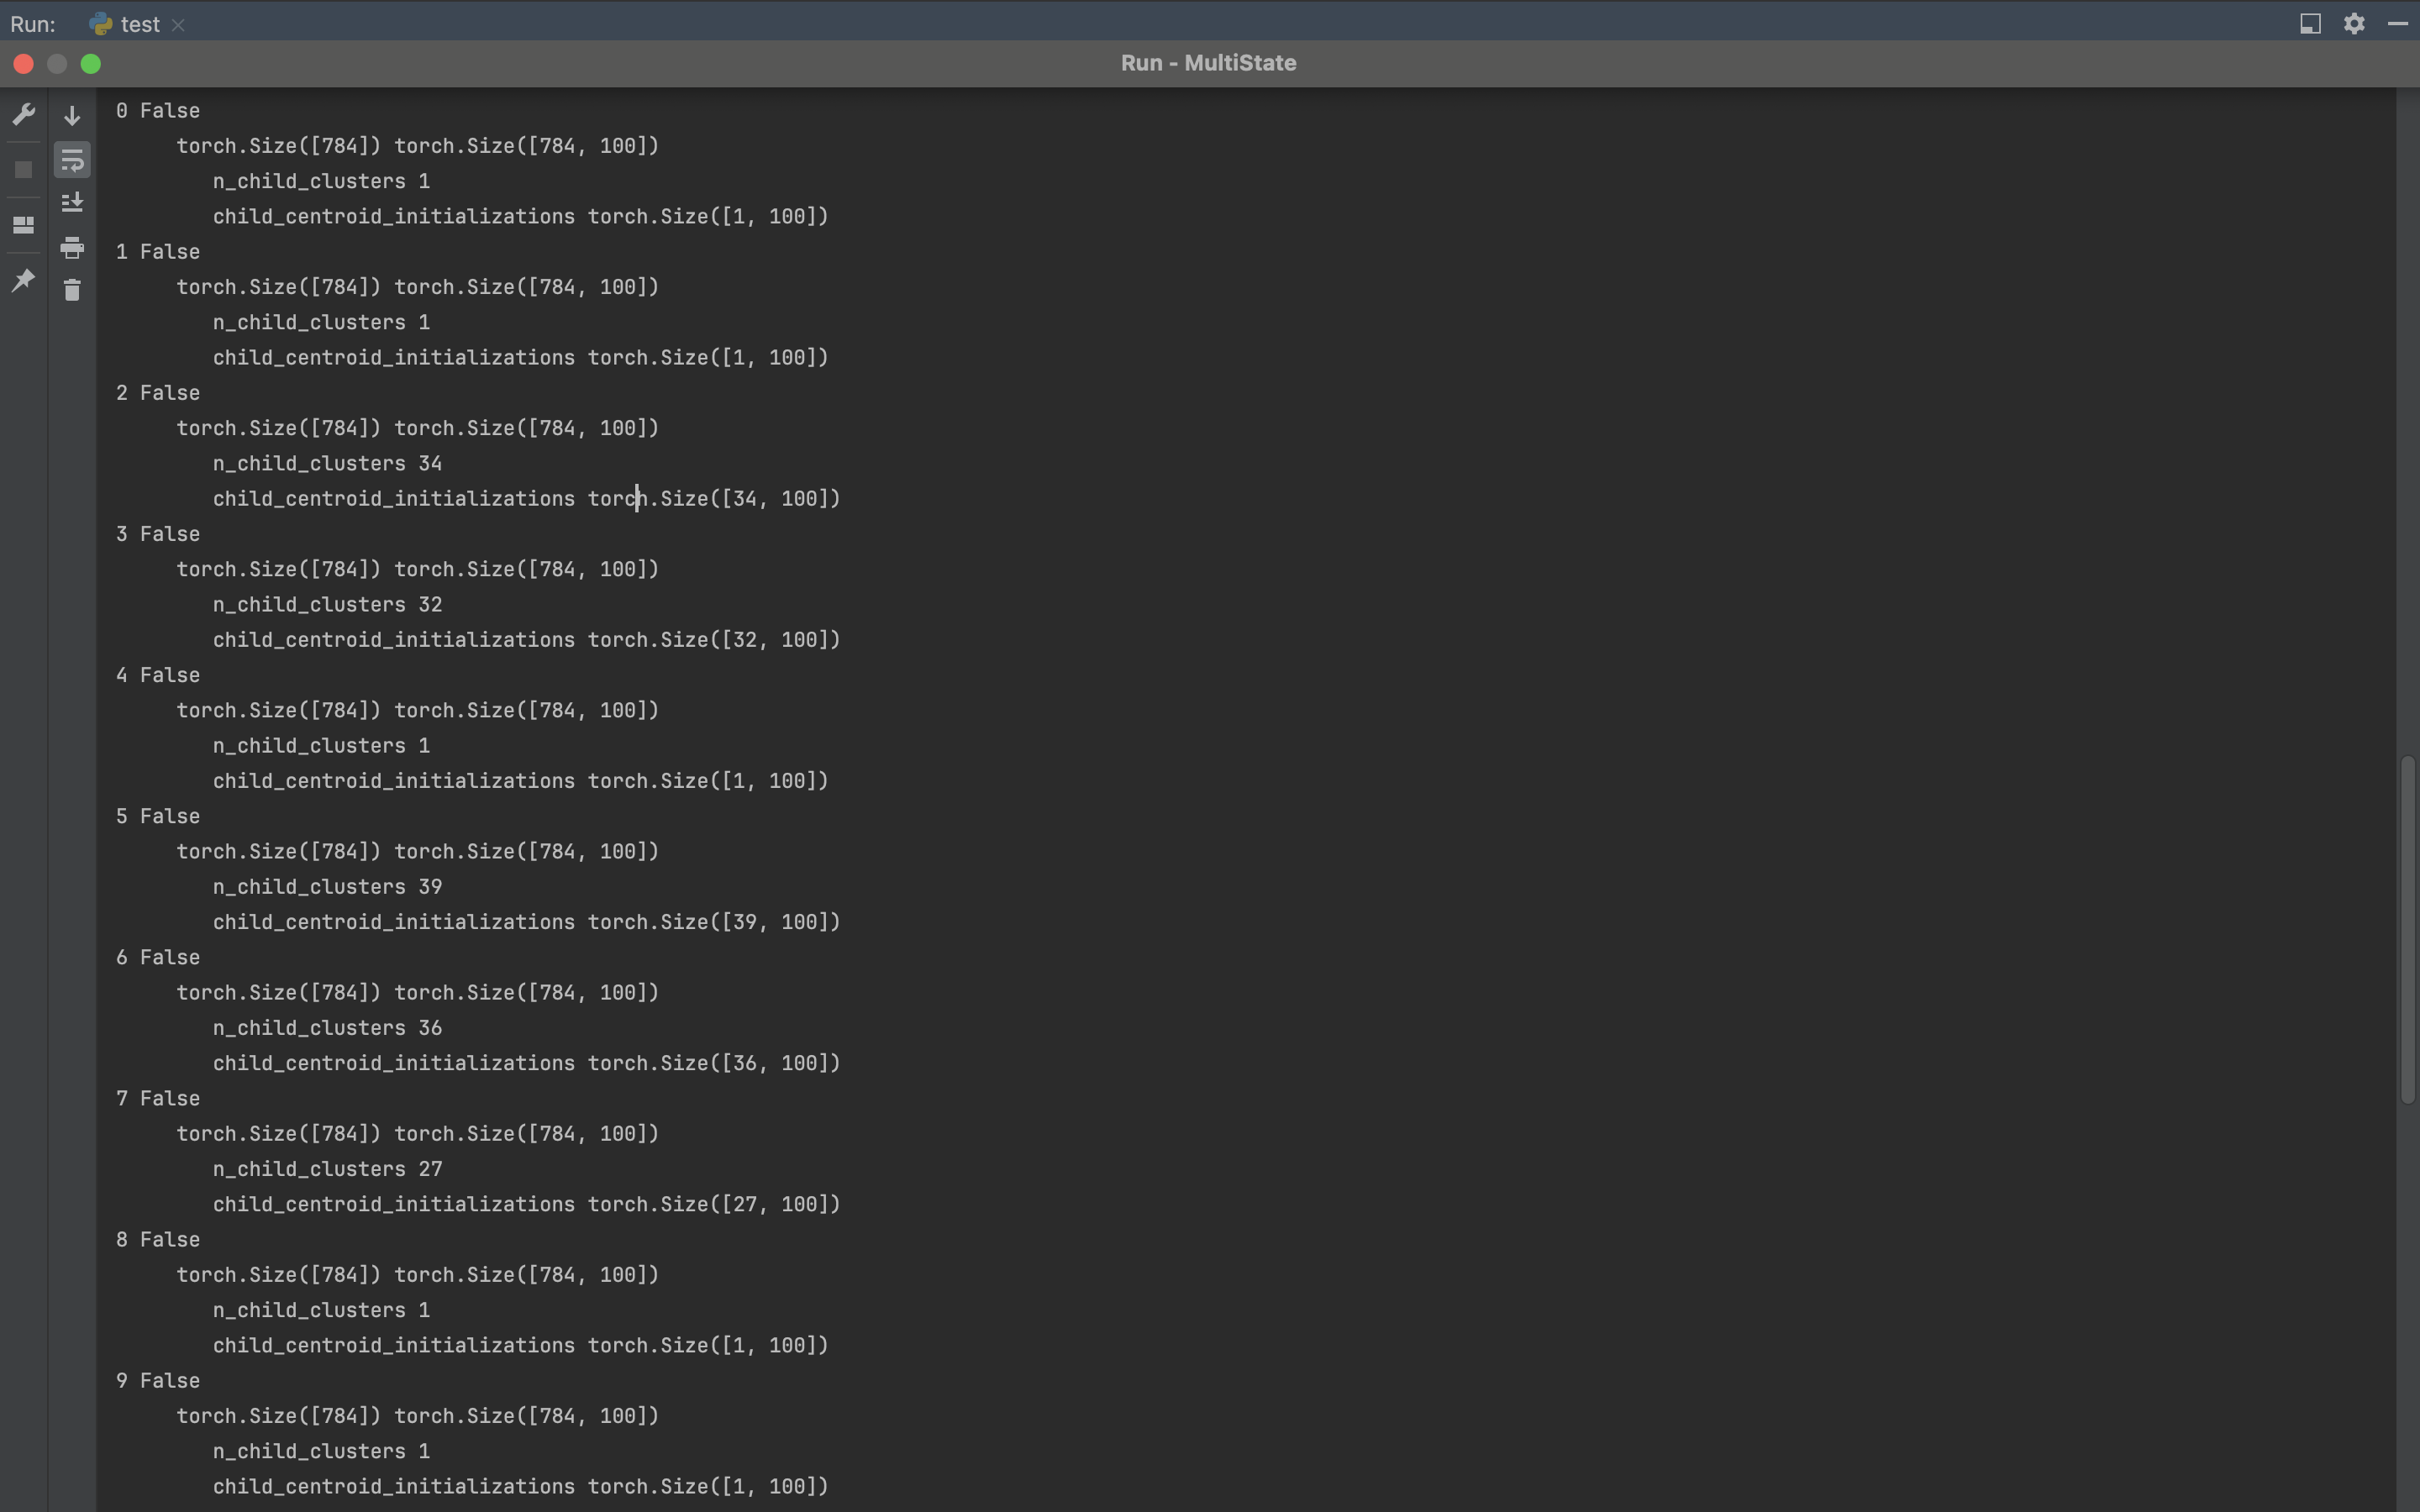 Run: test
Run - MultiState
0 False
torch.Size([784]) torch.Size([784, 100])
n_child_clusters 1
child_centroid_initializations torch.Size([1, 100])
1 False
torch.Size([784]) torch.Size([784, 100])
n_child_clusters 1
child_centroid_initializations torch.Size([1, 100])
2 False
torch.Size([784]) torch.Size([784, 100])
n_child_clusters 34
child_centroid_initializations torch.Size([34, 100])
3 False
torch.Size([784]) torch.Size([784, 100])
n_child_clusters 32
child_centroid_initializations torch.Size([32, 100])
4 False
torch.Size([784]) torch.Size([784, 100])
n_child_clusters 1
child_centroid_initializations torch.Size([1, 100])
5 False
torch.Size([784]) torch.Size([784, 100])
n_child_clusters 39
child_centroid_initializations torch.Size([39, 100])
6 False
torch.Size([784]) torch.Size([784, 100])
n_child_clusters 36
child_centroid_initializations torch.Size([36, 100])
7 False
torch.Size([784]) torch.Size([784, 100])
n_child_clusters 27
child_centroid_initializations torch.Size([27, 100])
8 False
torch.Size([784]) torch.Size([784, 100])
n_child_clusters 1
child_centroid_initializations torch.Size([1, 100])
9 False
torch.Size([784]) torch.Size([784, 100])
n_child_clusters 1
child_centroid_initializations torch.Size([1, 100])